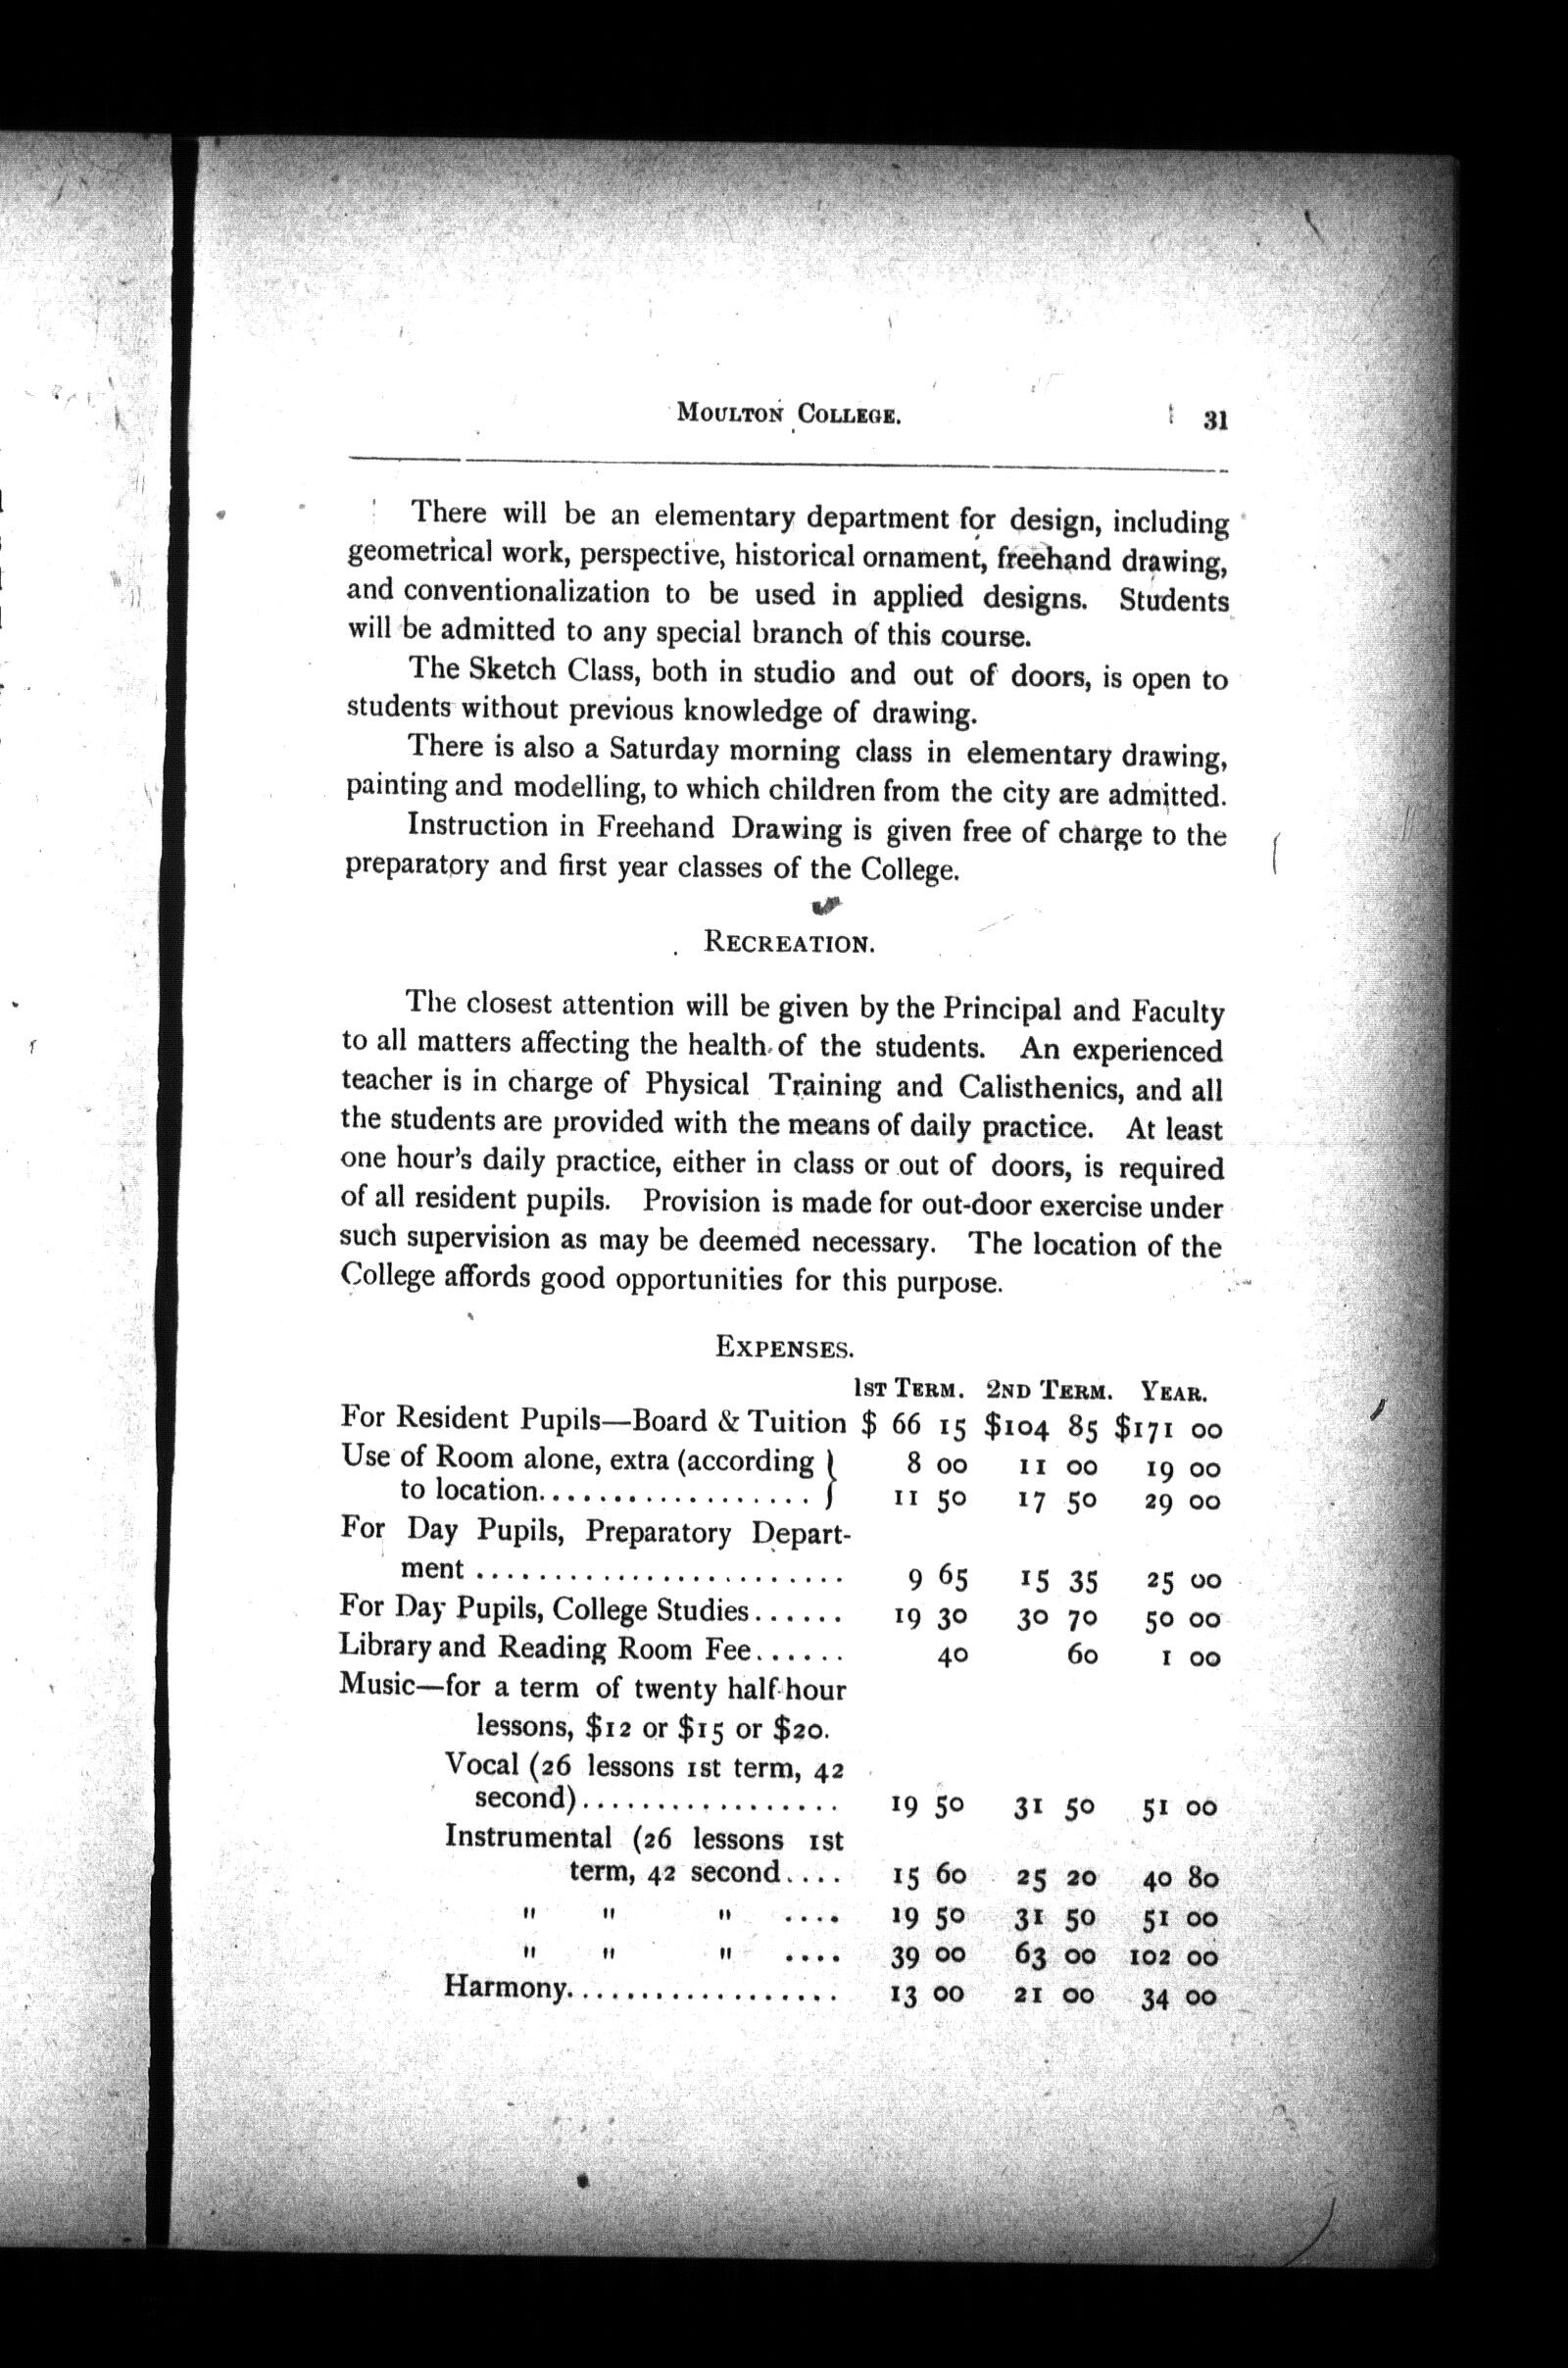 MOULTON COLLEGE. 31
There will be an elementary department for design, including
geometrical work, perspective, historical ornament, freehand drawing,
and conventionalization to be used in applied designs. Students
will be admitted to any special branch of this course.
The Sketch Class, both in studio and out of doors, is open to
students without previous knowledge of drawing.
There is also a Saturday morning class in elementary drawing,
painting and modelling, to which children from the city are admitted.
Instruction in Freehand Drawing is given free of charge to the
preparatory and first year classes of the College.
RECREATION.
The closest attention will be given by the Principal and Faculty
to all matters affecting the health of the students. An experienced
teacher is in charge of Physical Training and Calisthenics, and all
the students are provided with the means of daily practice. At least
one hour's daily practice, either in class or out of doors, is required
of all resident pupils. Provision is made for out-door exercise under
such supervision as may be deemed necessary. The location of the
College affords good opportunities for this purpose.
EXPENSES.
1ST TERM. 2ND TERM. YEAR.
For Resident Pupils—Board & Tuition $ 66 15 $104 85 $171 00
Use of Room alone, extra (according } 8 00 11 00 19 00
to location.................. } 11 50 17 50 29 00
For Day Pupils, Preparatory Depart-
ment ........................ 9 65 15 35 25 00
For Day Pupils, College Studies...... 19 30 30 70 50 00
Library and Reading Room Fee...... 40 60 1 00
Music—for a term of twenty half-hour
lessons, $12 or $15 or $20.
Vocal (26 lessons 1st term, 42
second)................. 19 50 31 50 51 00
Instrumental (26 lessons 1st
term, 42 second.... 15 60 25 20 40 80
" " " .... 19 50 31 50 51 00
" " " .... 39 00 63 00 102 00
Harmony.................. 13 00 21 00 34 00